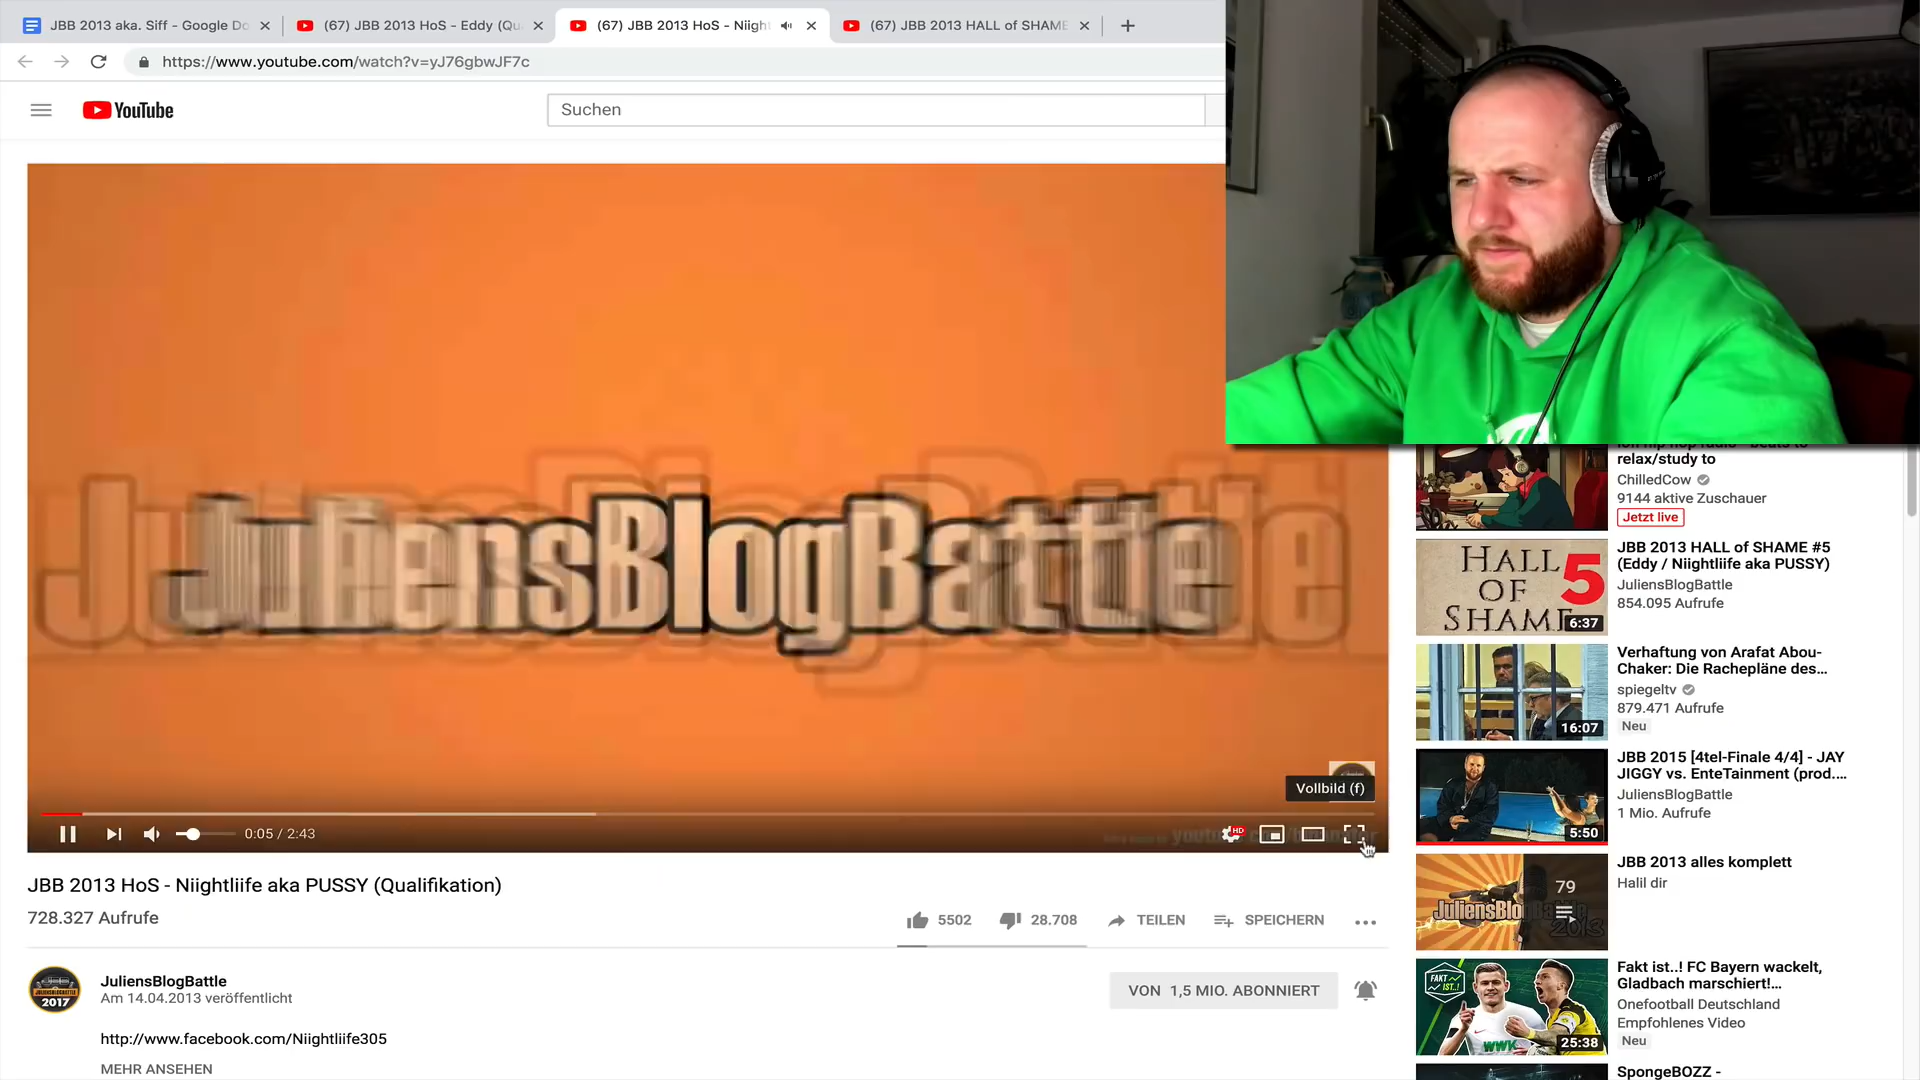 JBB 2013 aka. Siff - Google Do
(67) JBB 2013 HoS - Eddy (Qu
(67) JBB 2013 HoS - Niigh
(67) JBB 2013 HALL of SHAME
https://www.youtube.com/watch?v=yJ76gbwJF7c
YouTube
Suchen
JuliensBlogBattle
Vollbild (f)
0:05 / 2:43
HD
JBB 2013 HoS - Niightliife aka PUSSY (Qualifikation)
728.327 Aufrufe
5502
28.708
TEILEN
SPEICHERN
JuliensBlogBattle
Am 14.04.2013 veröffentlicht
2017
VON 1,5 MIO. ABONNIERT
http://www.facebook.com/Niightliife305
MEHR ANSEHEN
relax/study to
ChilledCow
9144 aktive Zuschauer
Jetzt live
HALL
OF
SHAME
5
6:37
JBB 2013 HALL of SHAME #5
(Eddy / Niightliife aka PUSSY)
JuliensBlogBattle
854.095 Aufrufe
16:07
Verhaftung von Arafat Abou-
Chaker: Die Rachepläne des...
spiegeltv
879.471 Aufrufe
Neu
5:50
JBB 2015 [4tel-Finale 4/4] - JAY
JIGGY vs. EnteTainment (prod....
JuliensBlogBattle
1 Mio. Aufrufe
79
JuliensBlogBattle
2013
JBB 2013 alles komplett
Halil dir
FAKT
IST..!
WWK
25:38
Fakt ist..! FC Bayern wackelt,
Gladbach marschiert!...
Onefootball Deutschland
Empfohlenes Video
Neu
SpongeBOZZ -